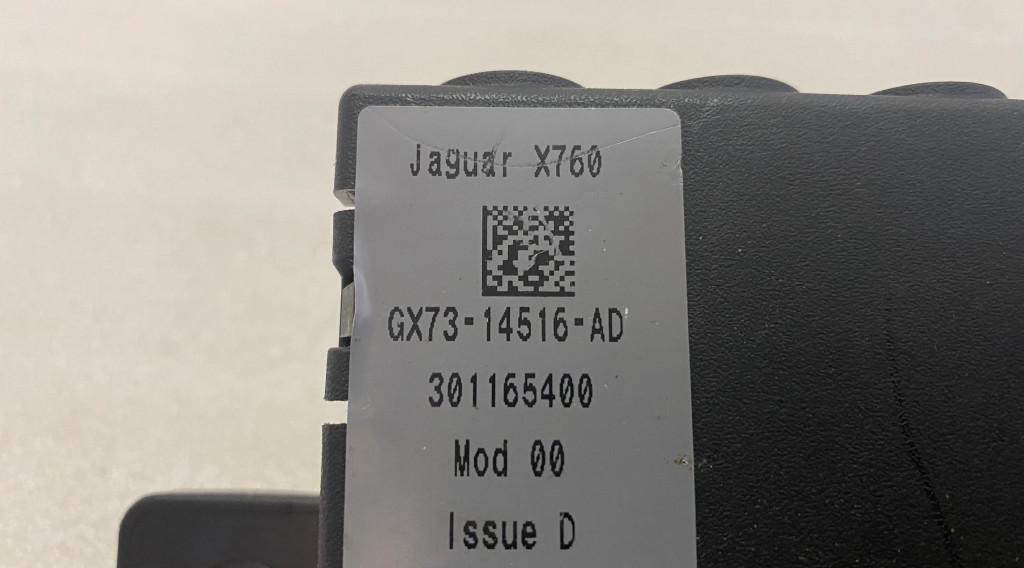 Jaguar X760
GX73-14516-AD
301165400
Mod 00
Issue D